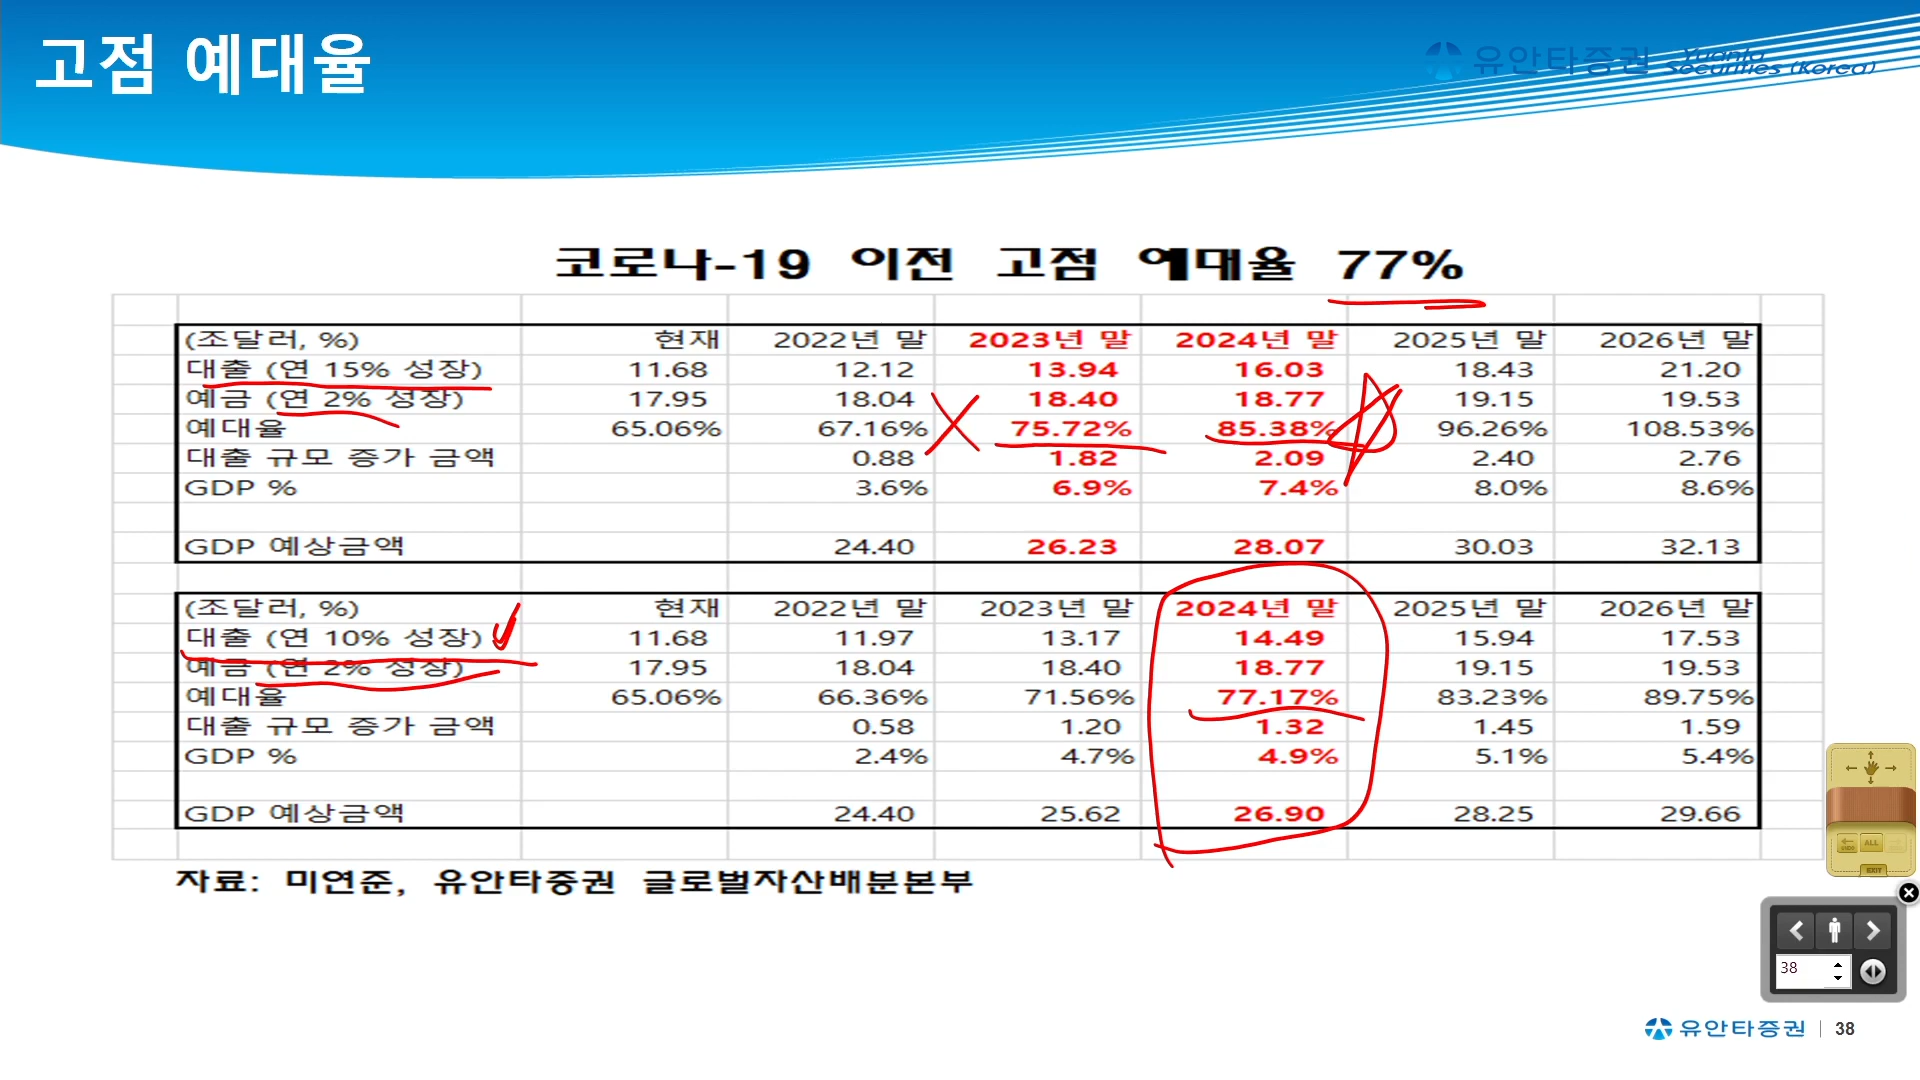 고점 예대율
유안타증권 Yuanta Securities (Korea)
코로나-19 이전 고점 예대율 77%
(조달러, %) 현재 2022년 말 2023년 말 2024년 말 2025년 말 2026년 말
대출 (연 15% 성장) 11.68 12.12 13.94 16.03 18.43 21.20
예금 (연 2% 성장) 17.95 18.04 18.40 18.77 19.15 19.53
예대율 65.06% 67.16% 75.72% 85.38% 96.26% 108.53%
대출 규모 증가 금액 0.88 1.82 2.09 2.40 2.76
GDP % 3.6% 6.9% 7.4% 8.0% 8.6%
GDP 예상금액 24.40 26.23 28.07 30.03 32.13
(조달러, %) 현재 2022년 말 2023년 말 2024년 말 2025년 말 2026년 말
대출 (연 10% 성장) 11.68 11.97 13.17 14.49 15.94 17.53
예금 (연 2% 성장) 17.95 18.04 18.40 18.77 19.15 19.53
예대율 65.06% 66.36% 71.56% 77.17% 83.23% 89.75%
대출 규모 증가 금액 0.58 1.20 1.32 1.45 1.59
GDP % 2.4% 4.7% 4.9% 5.1% 5.4%
GDP 예상금액 24.40 25.62 26.90 28.25 29.66
자료: 미연준, 유안타증권 글로벌자산배분본부
ALL
38
유안타증권 | 38